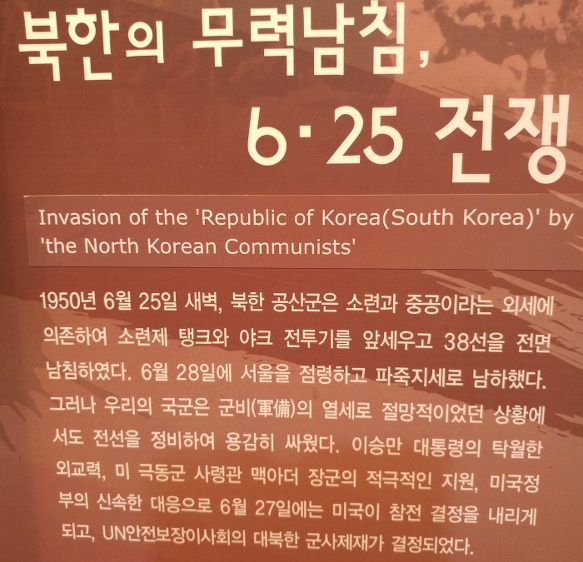 북한의 무력남침,
6·25 전쟁
Invasion of the 'Republic of Korea(South Korea)' by
'the North Korean Communists'
1950년 6월 25일 새벽, 북한 공산군은 소련과 중공이라는 외세에
의존하여 소련제 탱크와 야크 전투기를 앞세우고 38선을 전면
남침하였다. 6월 28일에 서울을 점령하고 파죽지세로 남하했다.
그러나 우리의 국군은 군비(軍備)의 열세로 절망적이었던 상황에
서도 전선을 정비하여 용감히 싸웠다. 이승만 대통령의 탁월한
외교력, 미 극동군 사령관 맥아더 장군의 적극적인 지원, 미국정
부의 신속한 대응으로 6월 27일에는 미국이 참전 결정을 내리게
되고, UN안전보장이사회의 대북한 군사제재가 결정되었다.